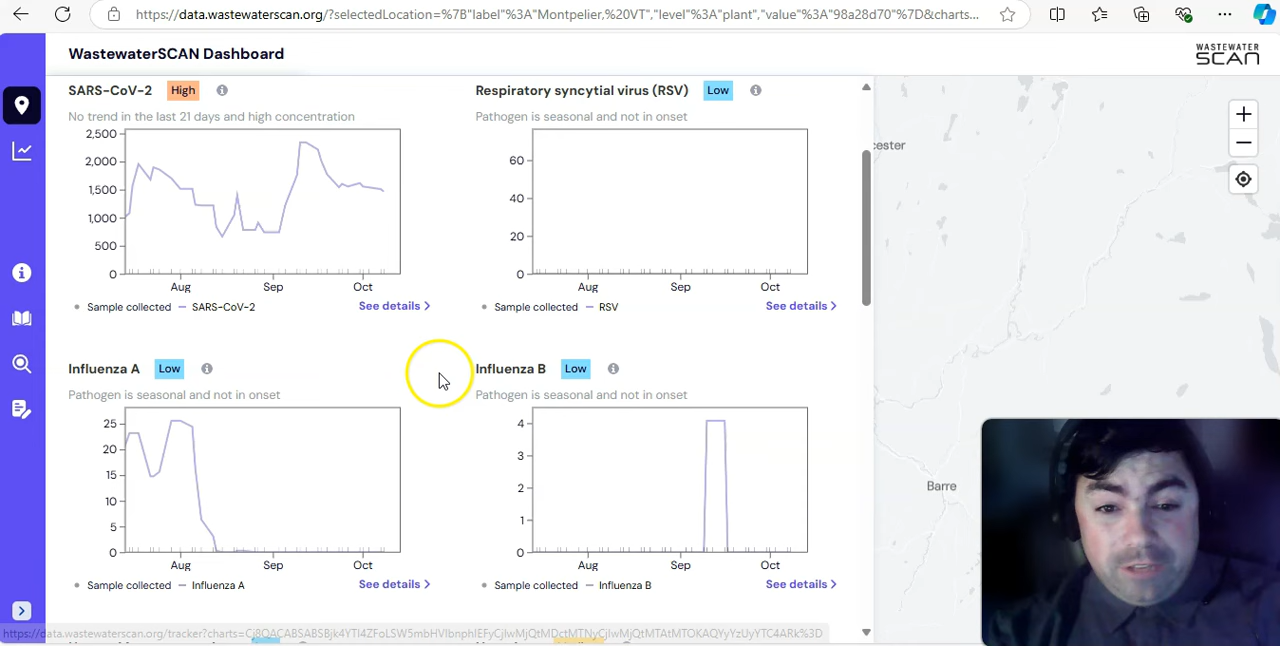 https://data.wastewaterscan.org/?selectedLocation=%7B"label"%3A"Montpelier,%20VT","level"%3A"plant","value"%3A"98a28d70"%7D&charts...
WastewaterSCAN Dashboard
WASTEWATER
SCAN
SARS-CoV-2 High
Respiratory syncytial virus (RSV) Low
No trend in the last 21 days and high concentration
Pathogen is seasonal and not in onset
2,500
2,000
1,500
1,000
500
0
Aug Sep Oct
60
40
20
0
Aug Sep Oct
Sample collected SARS-CoV-2 See details >
Sample collected RSV See details >
Influenza A Low
Influenza B Low
Pathogen is seasonal and not in onset
Pathogen is seasonal and not in onset
25
20
15
10
5
0
Aug Sep Oct
4
3
2
1
0
Aug Sep Oct
Sample collected Influenza A See details >
Sample collected Influenza B See details >
cester
Barre